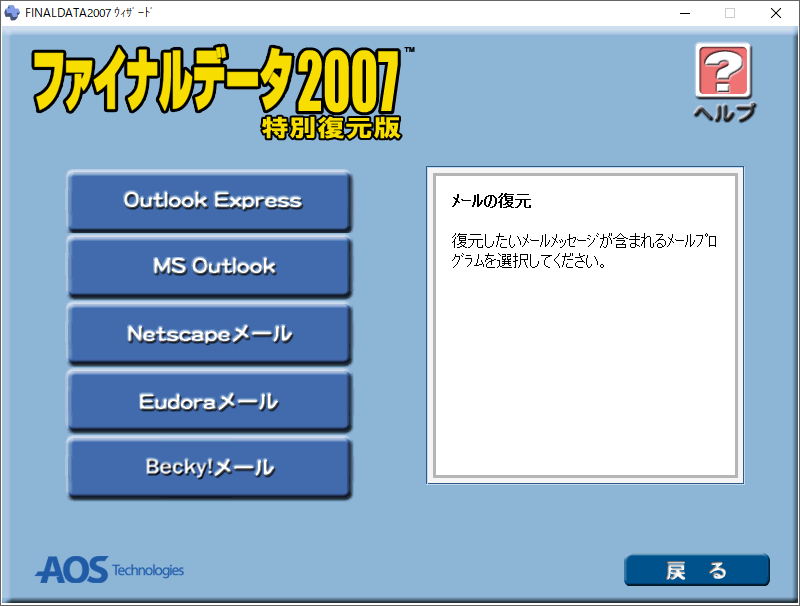 FINALDATA2007 ｳｨｻﾞｰﾄﾞ
ファイナルデータ2007™
特別復元版
ヘルプ
Outlook Express
MS Outlook
Netscapeメール
Eudoraメール
Becky!メール
ﾒｰﾙの復元
復元したいﾒｰﾙﾒｯｾｰｼﾞが含まれるﾒｰﾙﾌﾟﾛ
ｸﾞﾗﾑを選択してください。
AOS Technologies
戻 る